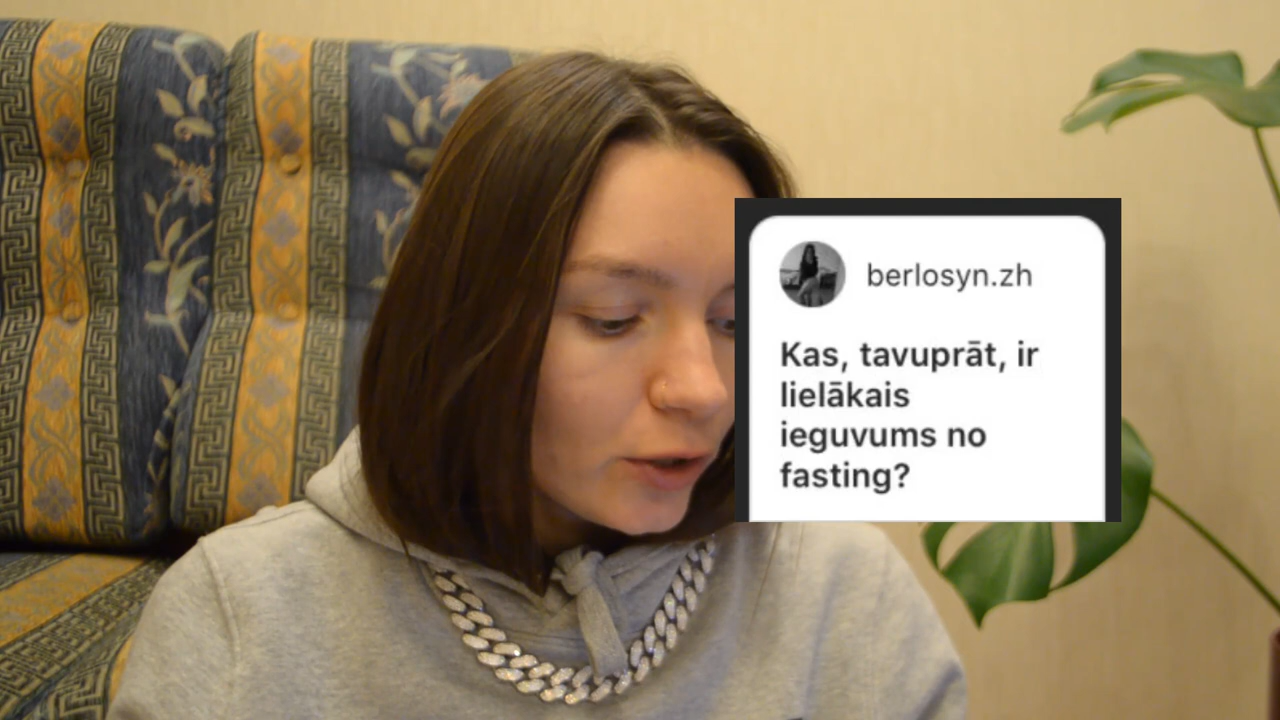 berlosyn.zh
Kas, tavuprāt, ir
lielākais
ieguvums no
fasting?